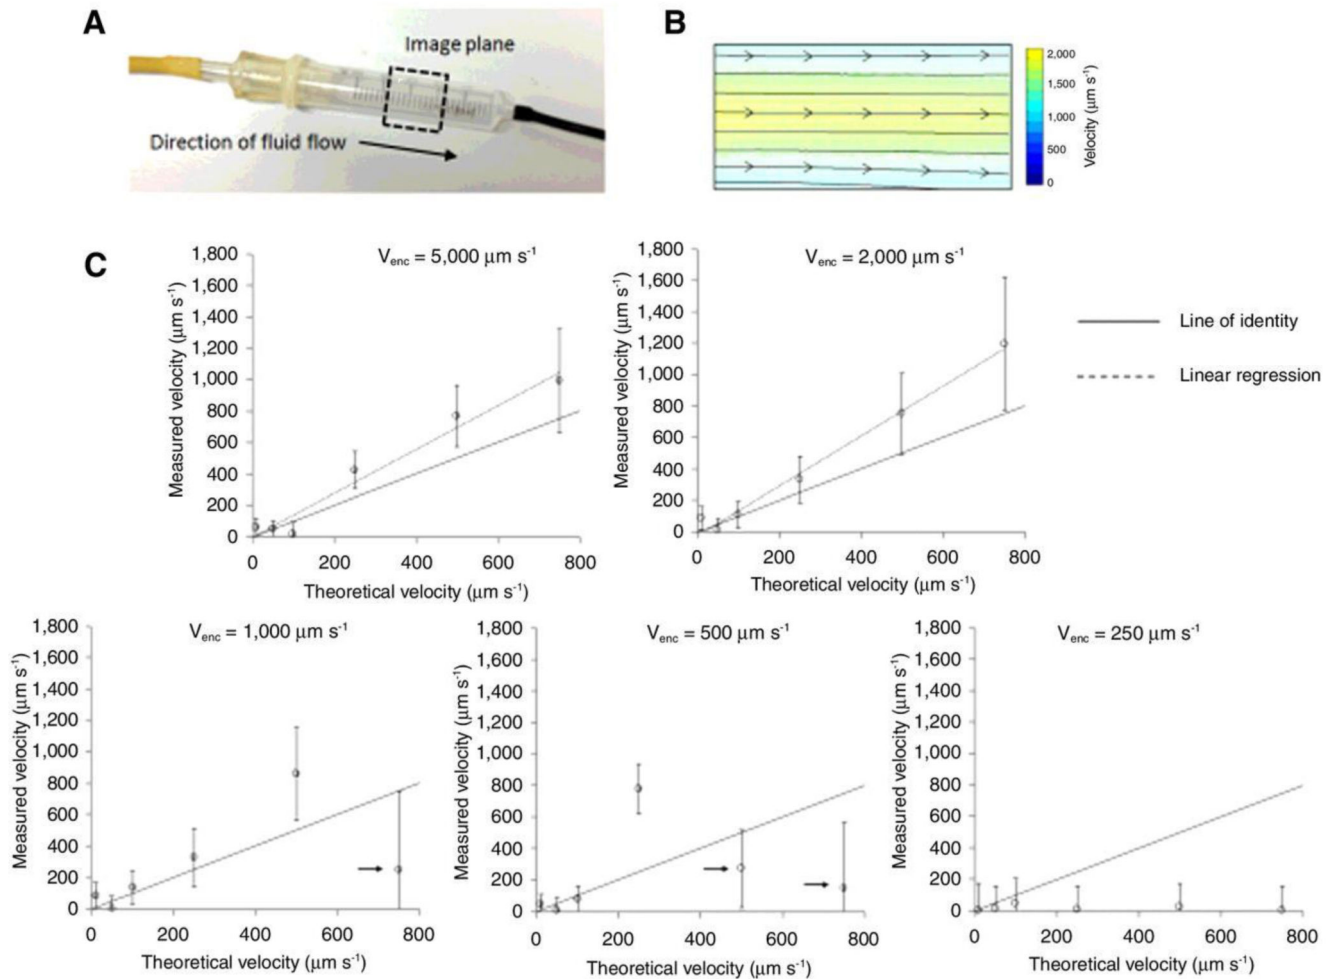 A
Image plane
Direction of fluid flow
B
2,000
1,500
1,000
500
0
Velocity (µm s⁻¹)
C
Venc = 5,000 µm s⁻¹
1,800
1,600
1,400
1,200
1,000
800
600
400
200
0
Measured velocity (µm s⁻¹)
0 200 400 600 800
Theoretical velocity (µm s⁻¹)
Venc = 2,000 µm s⁻¹
1,800
1,600
1,400
1,200
1,000
800
600
400
200
0
Measured velocity (µm s⁻¹)
0 200 400 600 800
Theoretical velocity (µm s⁻¹)
Line of identity
Linear regression
Venc = 1,000 µm s⁻¹
1,800
1,600
1,400
1,200
1,000
800
600
400
200
0
Measured velocity (µm s⁻¹)
0 200 400 600 800
Theoretical velocity (µm s⁻¹)
Venc = 500 µm s⁻¹
1,800
1,600
1,400
1,200
1,000
800
600
400
200
0
Measured velocity (µm s⁻¹)
0 200 400 600 800
Theoretical velocity (µm s⁻¹)
Venc = 250 µm s⁻¹
1,800
1,600
1,400
1,200
1,000
800
600
400
200
0
Measured velocity (µm s⁻¹)
0 200 400 600 800
Theoretical velocity (µm s⁻¹)